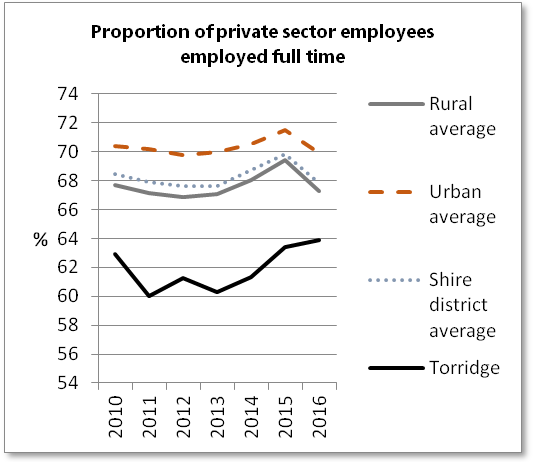 Proportion of private sector employees
employed full time
74
72
70
68
66
64
62
60
58
56
54
%
2010
2011
2012
2013
2014
2015
2016
Rural
average
Urban
average
Shire
district
average
Torridge